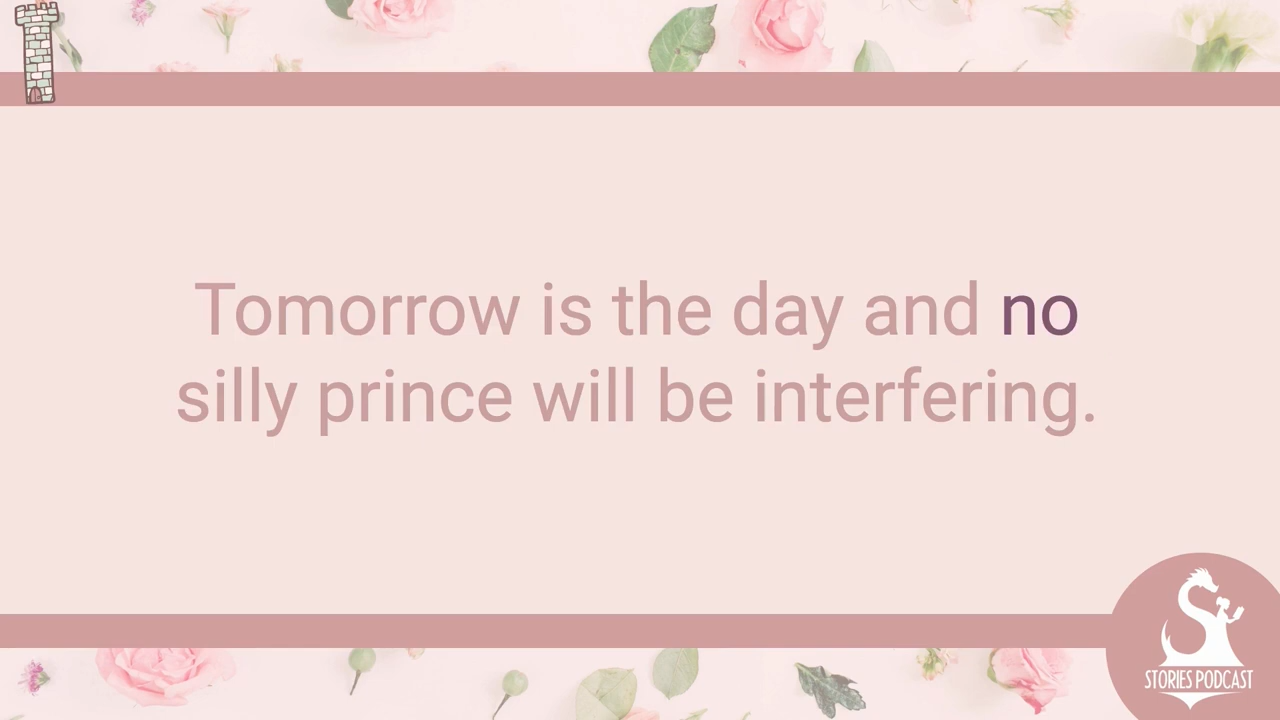 Tomorrow is the day and no
silly prince will be interfering.
STORIES PODCAST